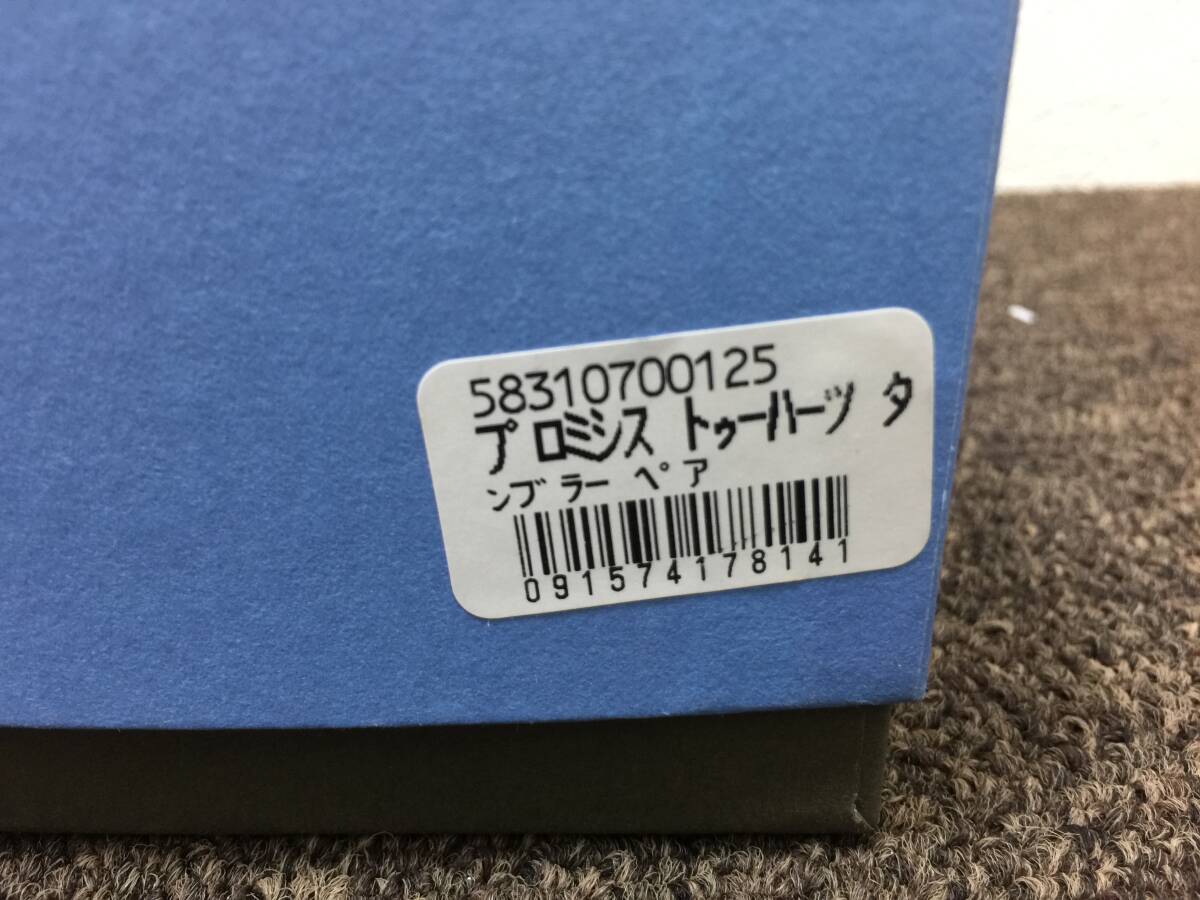 58310700125
プロミシス トゥーハーツ タ
ンブラー ペア
091574178141